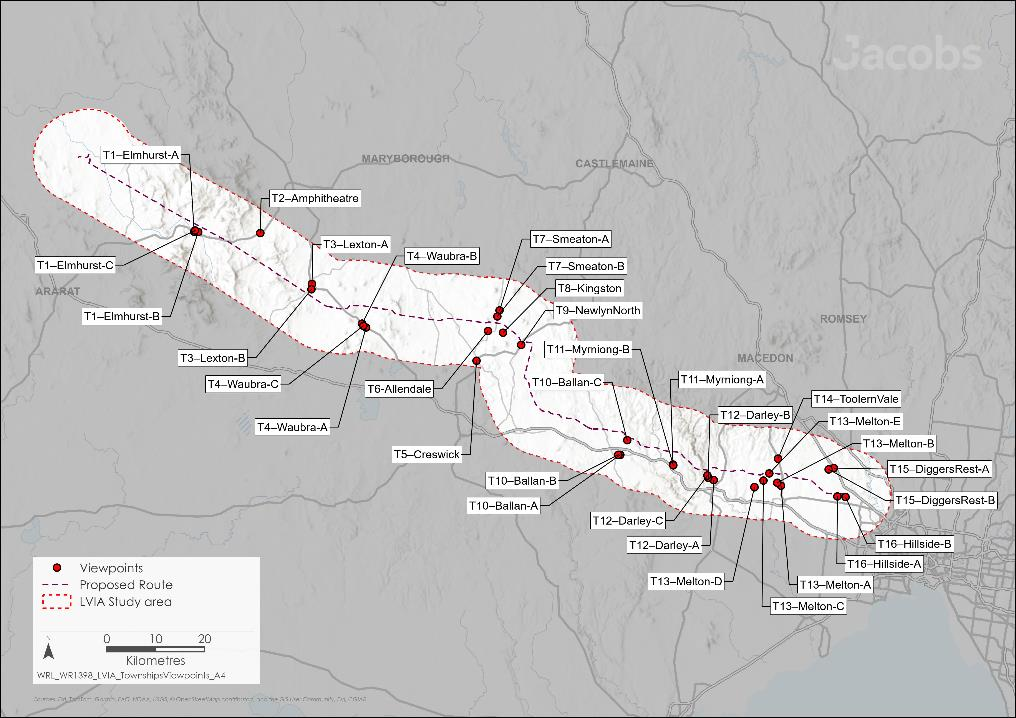 Jacobs
T1–Elmhurst-A
MARYBOROUGH
CASTLEMAINE
T2–Amphitheatre
T7–Smeaton-A
T3–Lexton-A
T4–Waubra-B
T1–Elmhurst-C
T7–Smeaton-B
T8–Kingston
ARARAT
T9–NewlynNorth
T1–Elmhurst-B
ROMSEY
T11–Myrniong-B
T3–Lexton-B
MACEDON
T4–Waubra-C
T6-Allendale
T10–Ballan-C
T11–Myrniong-A
T14–ToolernVale
T12–Darley-B
T13–Melton-E
T4–Waubra-A
T13–Melton-B
T5–Creswick
T15–DiggersRest-A
T10–Ballan-B
T15–DiggersRest-B
T10–Ballan-A
T12–Darley-C
T12–Darley-A
T16–Hillside-B
T16–Hillside-A
T13–Melton-D
T13–Melton-A
T13–Melton-C
Viewpoints
Proposed Route
LVIA Study area
0 10 20
Kilometres
WRL_WR1398_LVIA_TownshipsViewpoints_A4